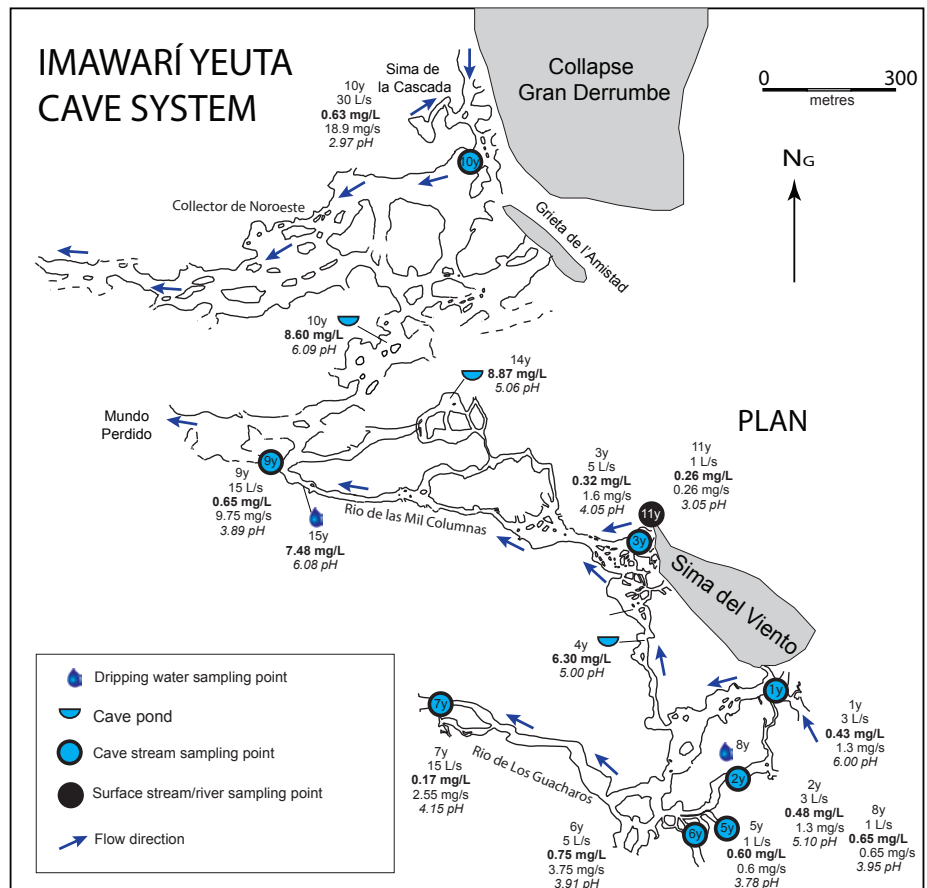 IMAWARÍ YEUTA
CAVE SYSTEM
Sima de
la Cascada
10y
30 L/s
0.63 mg/L
18.9 mg/s
2.97 pH
Collapse
Gran Derrumbe
0 300
metres
NG
10y
Collector de Noroeste
Grieta de l'Amistad
10y
8.60 mg/L
6.09 pH
14y
8.87 mg/L
5.06 pH
PLAN
Mundo
Perdido
9y
9y
15 L/s
0.65 mg/L
9.75 mg/s
3.89 pH
15y
7.48 mg/L
6.08 pH
Rio de las Mil Columnas
3y
5 L/s
0.32 mg/L
1.6 mg/s
4.05 pH
11y
1 L/s
0.26 mg/L
0.26 mg/s
3.05 pH
11y
3y
Sima del Viento
4y
6.30 mg/L
5.00 pH
1y
1y
3 L/s
0.43 mg/L
1.3 mg/s
6.00 pH
7y
7y
15 L/s
0.17 mg/L
2.55 mg/s
4.15 pH
Rio de Los Guacharos
8y
2y
2y
3 L/s
0.48 mg/L
1.3 mg/s
5.10 pH
8y
1 L/s
0.65 mg/L
0.65 mg/s
3.95 pH
6y
5 L/s
0.75 mg/L
3.75 mg/s
3.91 pH
6y
5y
5y
1 L/s
0.60 mg/L
0.6 mg/s
3.78 pH
Dripping water sampling point
Cave pond
Cave stream sampling point
Surface stream/river sampling point
Flow direction